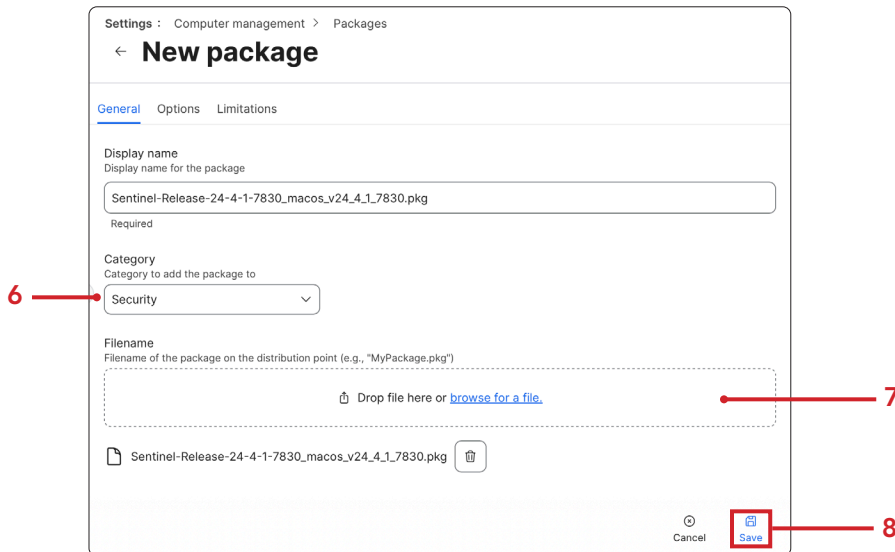 Settings : Computer management > Packages
← New package
General Options Limitations
Display name
Display name for the package
Sentinel-Release-24-4-1-7830_macos_v24_4_1_7830.pkg
Required
Category
Category to add the package to
6
Security
Filename
Filename of the package on the distribution point (e.g., "MyPackage.pkg")
Drop file here or browse for a file.
7
Sentinel-Release-24-4-1-7830_macos_v24_4_1_7830.pkg
Cancel Save
8